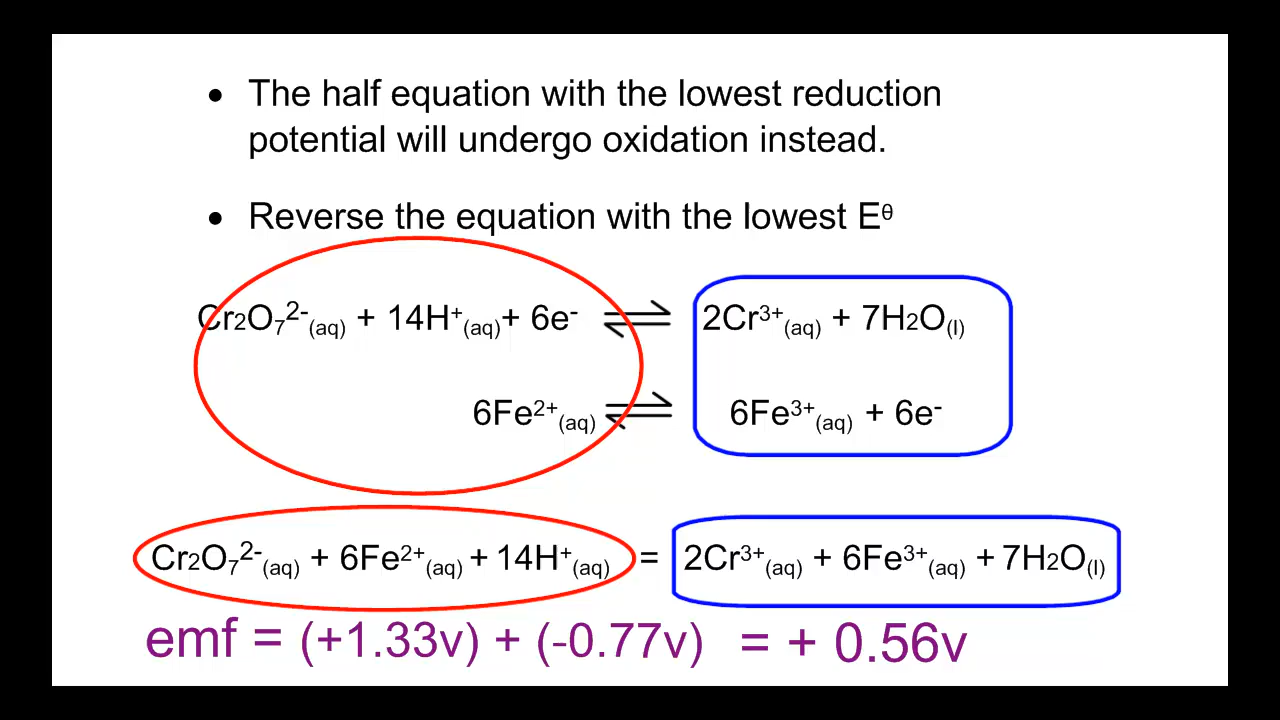 • The half equation with the lowest reduction
potential will undergo oxidation instead.
• Reverse the equation with the lowest Eᶿ
Cr₂O₇²⁻(aq) + 14H⁺(aq)+ 6e⁻ ⇌ 2Cr³⁺(aq) + 7H₂O(l)
6Fe²⁺(aq) ⇌ 6Fe³⁺(aq) + 6e⁻
Cr₂O₇²⁻(aq) + 6Fe²⁺(aq) + 14H⁺(aq) = 2Cr³⁺(aq) + 6Fe³⁺(aq) + 7H₂O(l)
emf = (+1.33v) + (-0.77v) = + 0.56v